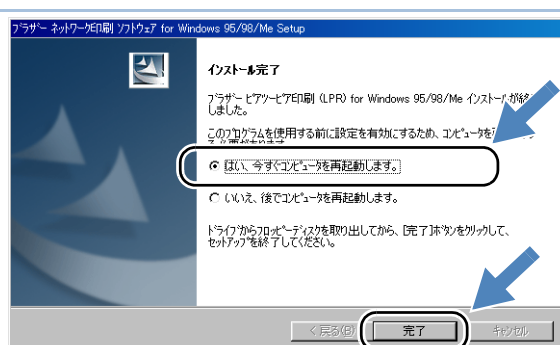 ブラザー ネットワーク印刷 ソフトウェア for Windows 95/98/Me Setup
インストール完了
ブラザー ピアツーピア印刷 (LPR) for Windows 95/98/Me インストールが終
しました。
このプログラムを使用する前に設定を有効にするため、コンピュータを
はい、今すぐコンピュータを再起動します。
いいえ、後でコンピュータを再起動します。
ドライブからフロッピーディスクを取り出してから、[完了]ボタンをクリックして、
セットアップを終了してください。
< 戻る(B)
完了
キャンセル